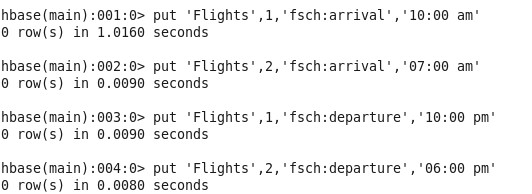 hbase(main):001:0> put 'Flights',1,'fsch:arrival','10:00 am'
0 row(s) in 1.0160 seconds
hbase(main):002:0> put 'Flights',2,'fsch:arrival','07:00 am'
0 row(s) in 0.0090 seconds
hbase(main):003:0> put 'Flights',1,'fsch:departure','10:00 pm'
0 row(s) in 0.0090 seconds
hbase(main):004:0> put 'Flights',2,'fsch:departure','06:00 pm'
0 row(s) in 0.0080 seconds